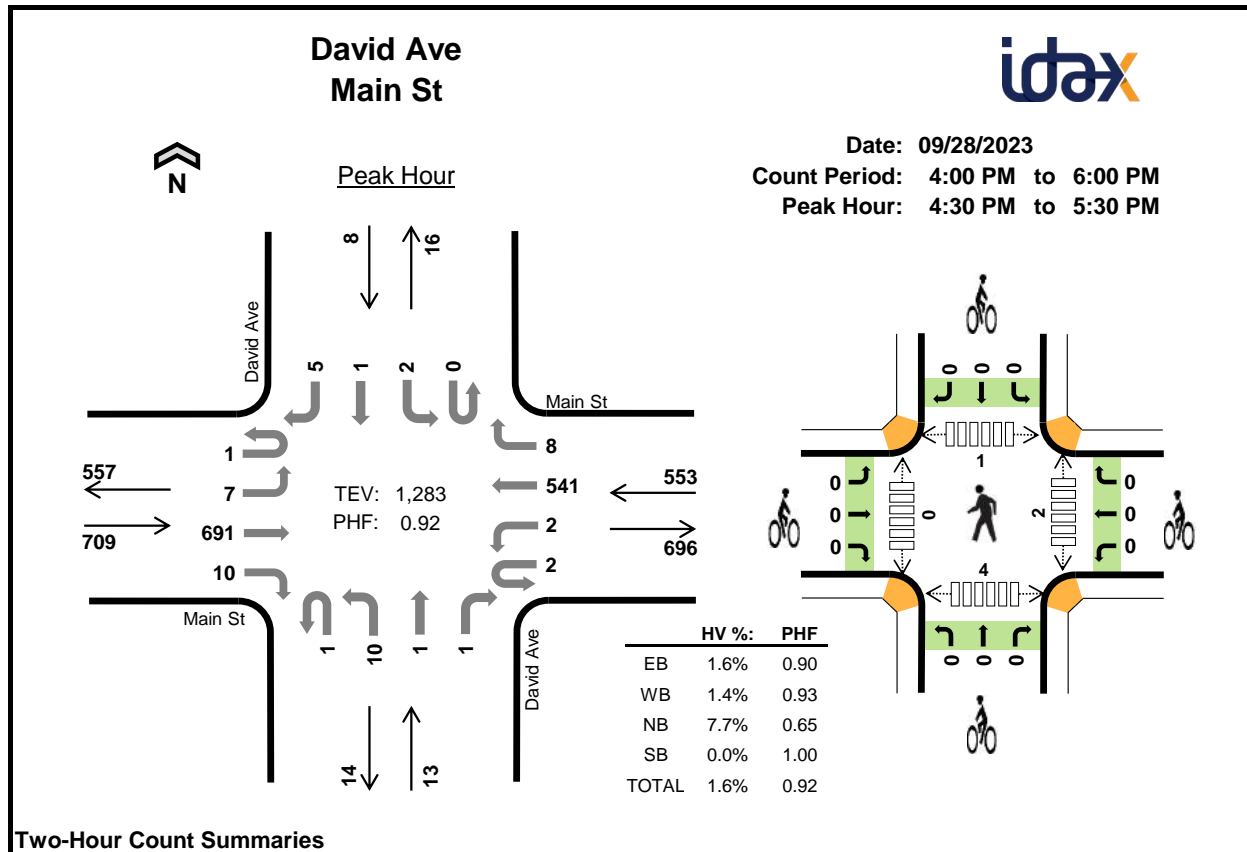 David Ave
Main St
idax
Date: 09/28/2023
Count Period: 4:00 PM to 6:00 PM
Peak Hour: 4:30 PM to 5:30 PM
N
Peak Hour
8
16
David Ave
5 1 2 0
Main St
1
8
557
7
TEV: 1,283
541
553
709
691
PHF: 0.92
2
696
10
2
Main St
1 10 1 1
David Ave
14
13
0 0 0
1
0
0
0
0
2
0
0
0
4
0 0 0
HV %: PHF
EB 1.6% 0.90
WB 1.4% 0.93
NB 7.7% 0.65
SB 0.0% 1.00
TOTAL 1.6% 0.92
Two-Hour Count Summaries